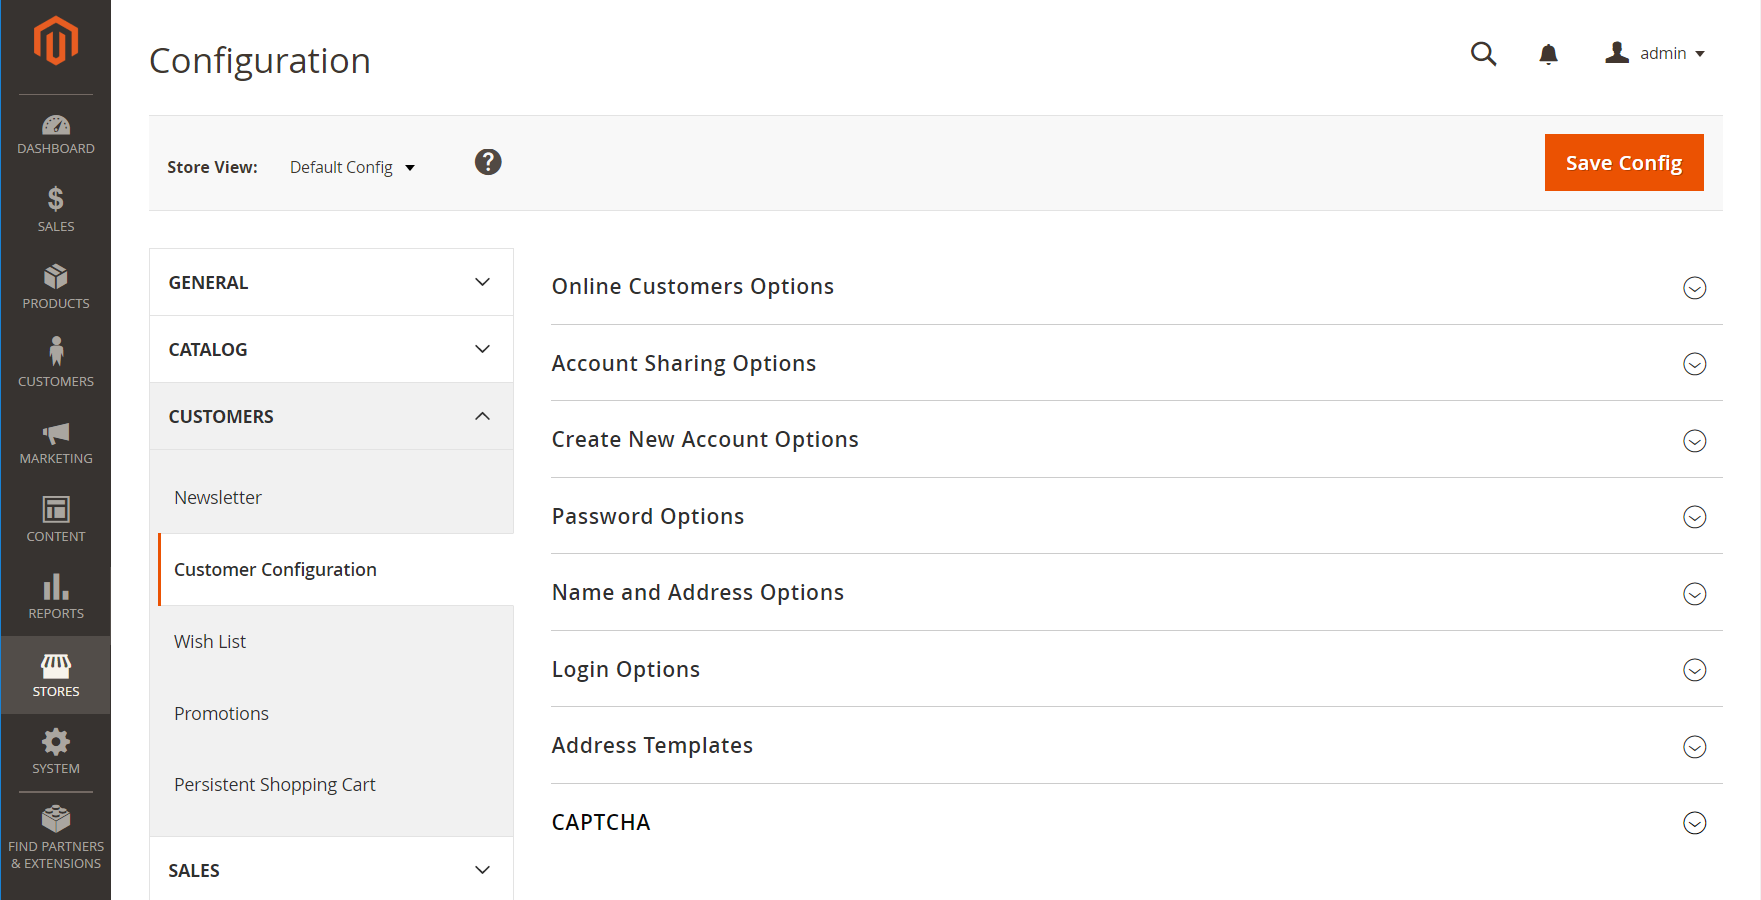 DASHBOARD
SALES
PRODUCTS
CUSTOMERS
MARKETING
CONTENT
REPORTS
STORES
SYSTEM
FIND PARTNERS
& EXTENSIONS
Configuration
admin
Store View:
Default Config
?
Save Config
GENERAL
CATALOG
CUSTOMERS
Newsletter
Customer Configuration
Wish List
Promotions
Persistent Shopping Cart
SALES
Online Customers Options
Account Sharing Options
Create New Account Options
Password Options
Name and Address Options
Login Options
Address Templates
CAPTCHA